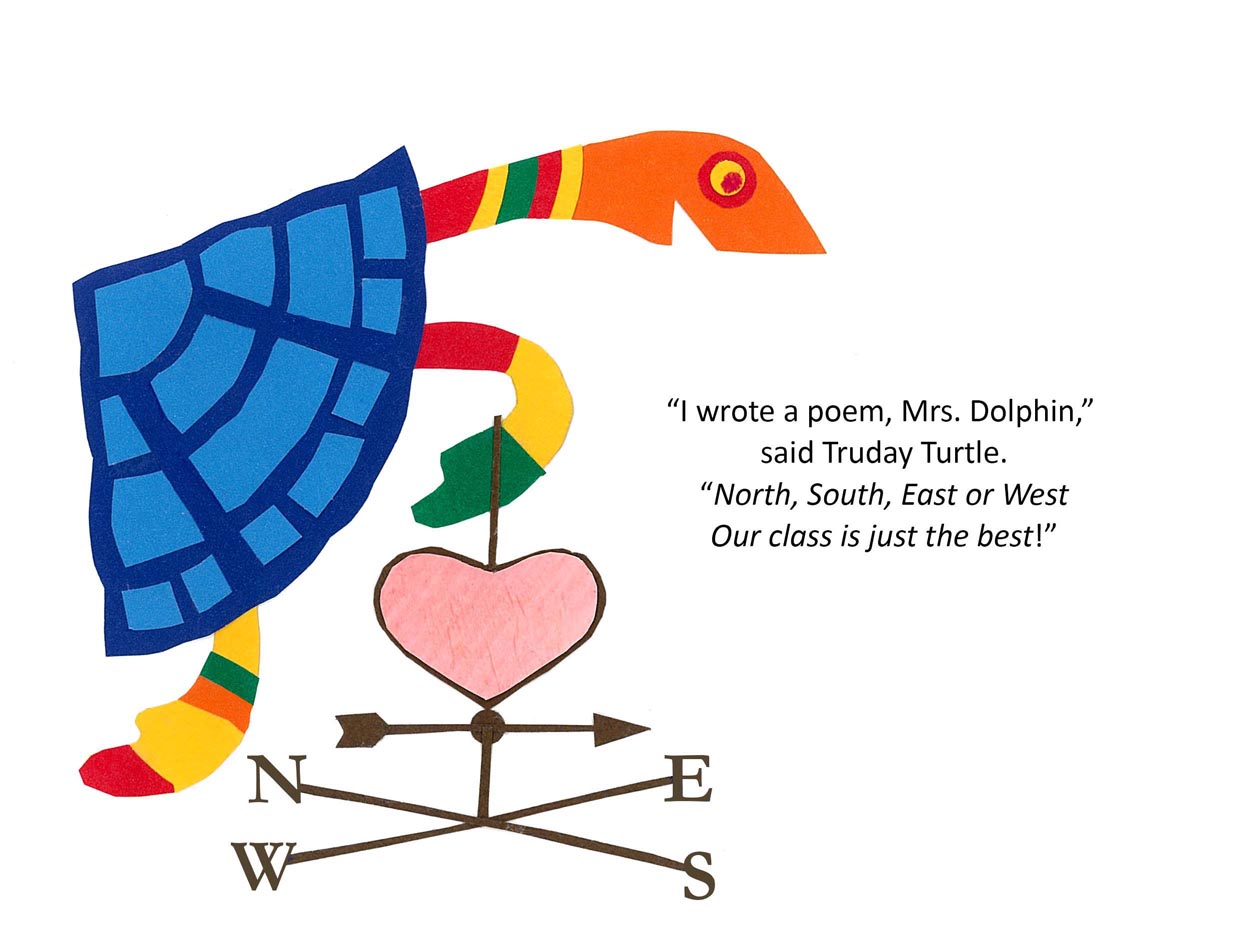 “I wrote a poem, Mrs. Dolphin,”
said Truday Turtle.
“North, South, East or West
Our class is just the best!”
N E
W S